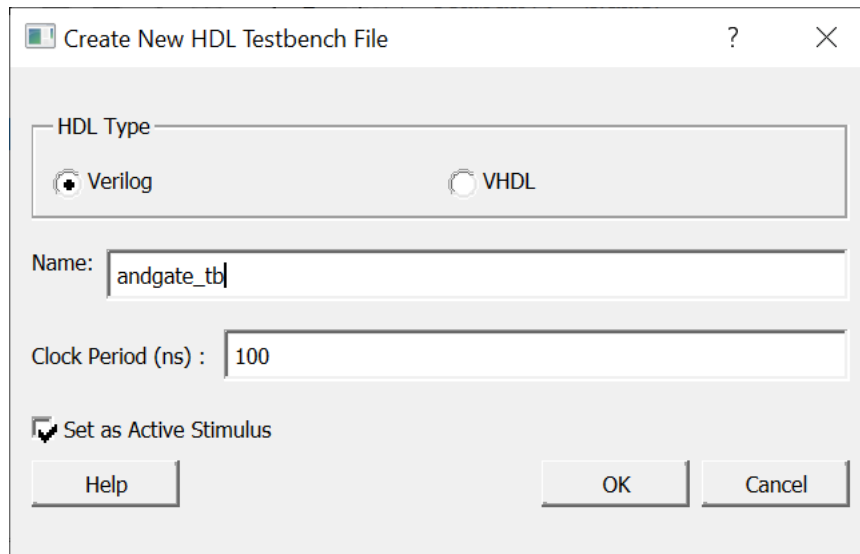 Create New HDL Testbench File ?
HDL Type
Verilog VHDL
Name: andgate_tb
Clock Period (ns) : 100
Set as Active Stimulus
Help OK Cancel